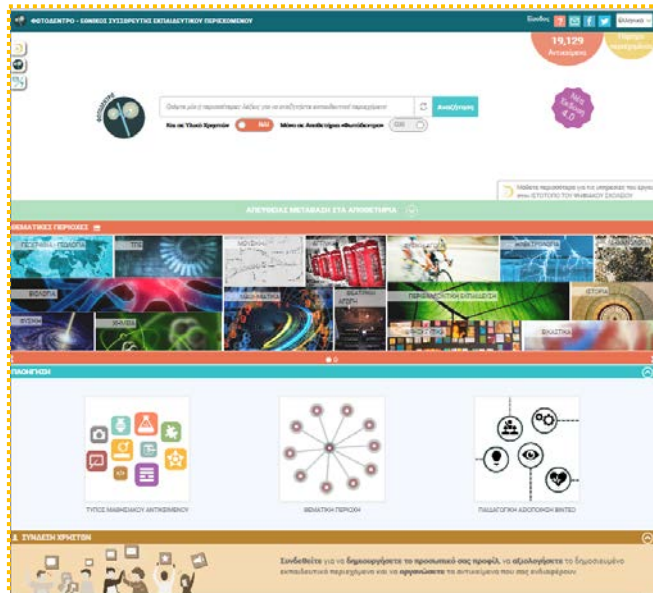 ΦΩΤΟΔΕΝΤΡΟ - ΕΘΝΙΚΟΣ ΣΥΣΣΩΡΕΥΤΗΣ ΕΚΠΑΙΔΕΥΤΙΚΟΥ ΠΕΡΙΕΧΟΜΕΝΟΥ
Είσοδος
Ελληνικά
19,129
Αντικείμενα
ΦΩΤΟΔΕΝΤΡΟ
Αναζήτηση
ΝΑΙ
ΟΧΙ
Νέα
Έκδοση
4.0
ΑΠΕΥΘΕΙΑΣ ΜΕΤΑΒΑΣΗ ΣΤΑ ΑΠΟΘΕΤΗΡΙΑ
ΘΕΜΑΤΙΚΕΣ ΠΕΡΙΟΧΕΣ
ΓΕΩΓΡΑΦΙΑ - ΓΕΩΛΟΓΙΑ
ΤΠΕ
ΜΟΥΣΙΚΗ
ΒΙΟΛΟΓΙΑ
ΜΑΘΗΜΑΤΙΚΑ
ΠΕΡΙΒΑΛΛΟΝΤΙΚΗ ΕΚΠΑΙΔΕΥΣΗ
ΙΣΤΟΡΙΑ
ΦΥΣΙΚΗ
ΧΗΜΕΙΑ
ΕΙΚΑΣΤΙΚΑ
ΠΛΟΗΓΗΣΗ
ΤΥΠΟΣ ΜΑΘΗΣΙΑΚΟΥ ΑΝΤΙΚΕΙΜΕΝΟΥ
ΘΕΜΑΤΙΚΗ ΠΕΡΙΟΧΗ
ΠΑΙΔΑΓΩΓΙΚΗ ΑΞΙΟΠΟΙΗΣΗ ΒΙΝΤΕΟ
ΣΥΝΔΕΣΗ ΧΡΗΣΤΩΝ
Συνδεθείτε για να δημιουργήσετε το προσωπικό σας προφίλ, να αξιολογήσετε το δημοσιευμένο
εκπαιδευτικό περιεχόμενο και να οργανώσετε τα αντικείμενα που σας ενδιαφέρουν.